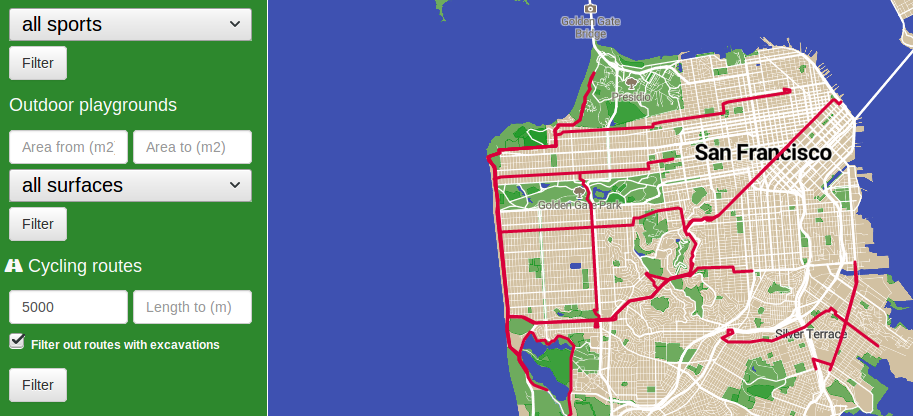 all sports
Filter
Outdoor playgrounds
Area from (m2
Area to (m2)
all surfaces
Filter
Cycling routes
5000
Length to (m)
Filter out routes with excavations
Filter
Golden Gate
Bridge
Presidio
San Francisco
Golden Gate Park
Silver Terrace